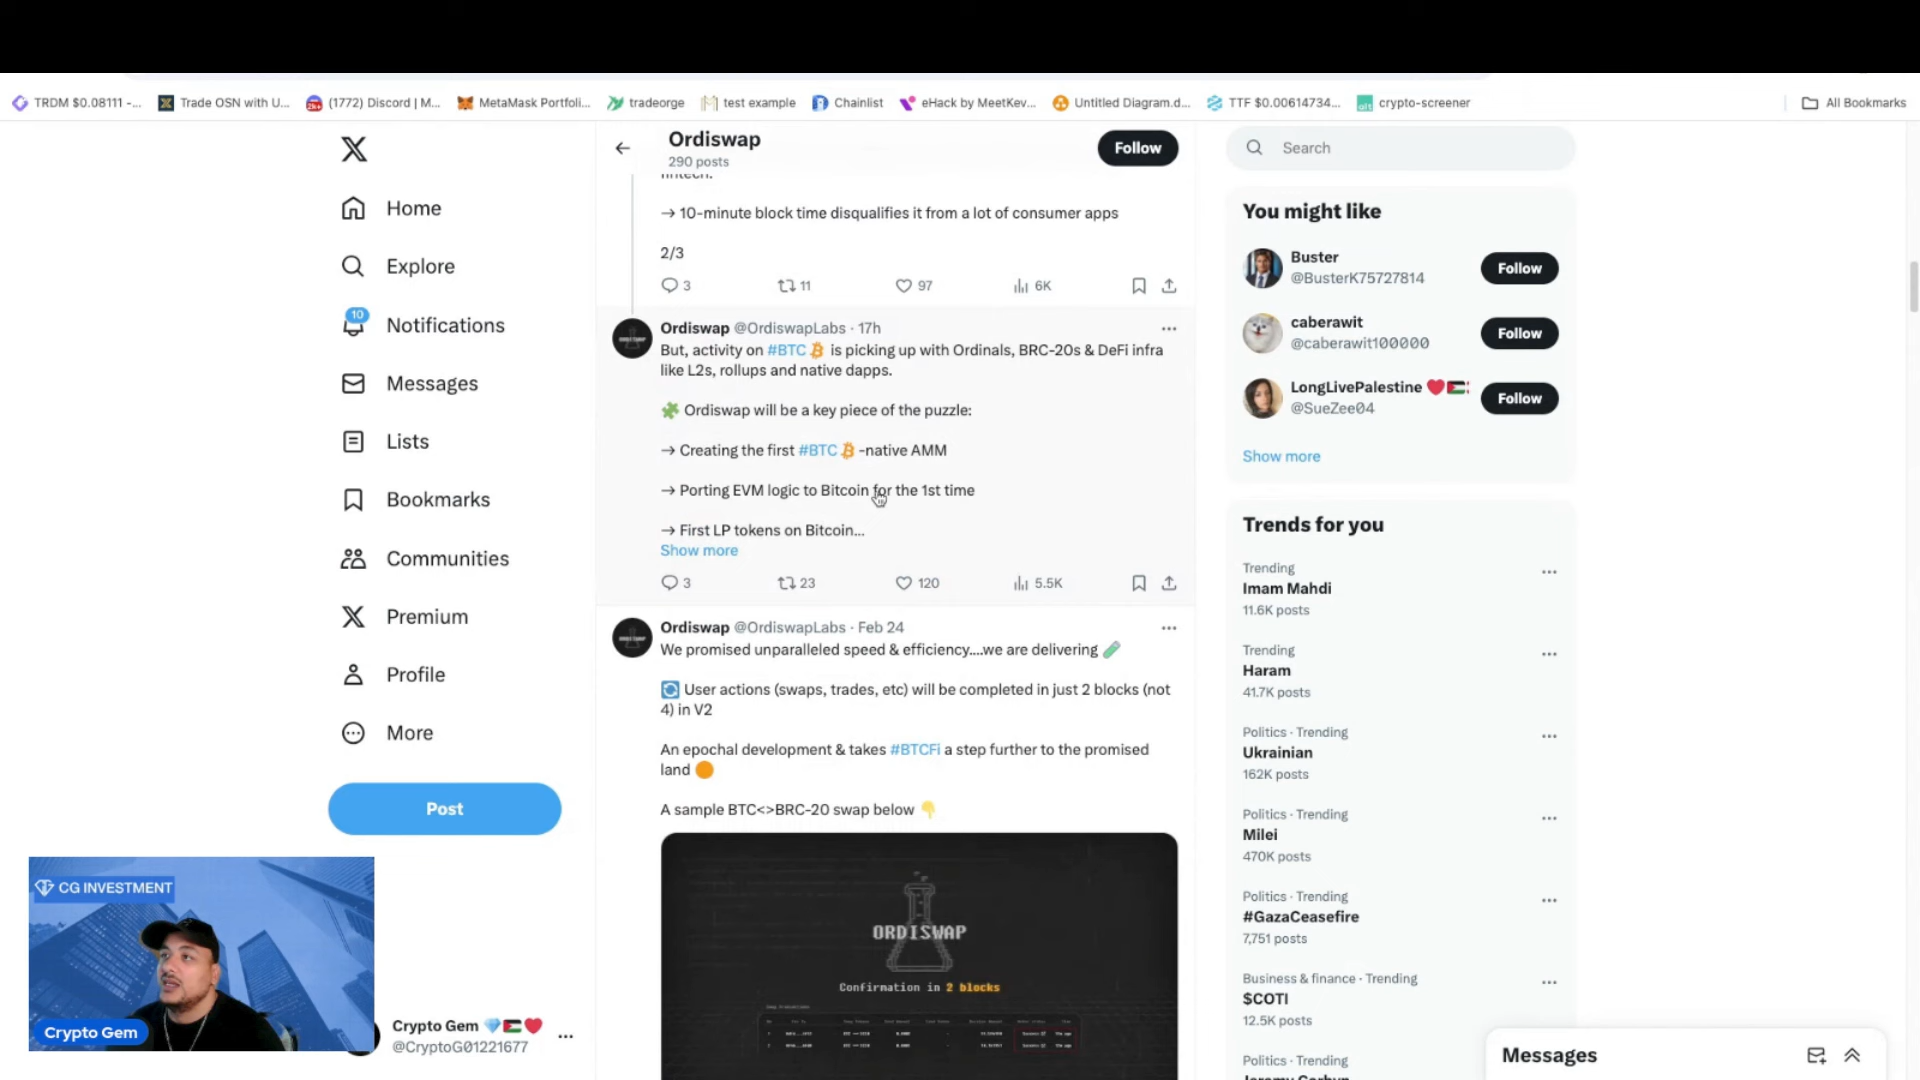 TRDM $0.08111 -...
Trade OSN with U...
(1772) Discord | M...
MetaMask Portfoli...
tradeorge
test example
Chainlist
eHack by MeetKev...
Untitled Diagram.d...
TTF $0.00614734...
crypto-screener
All Bookmarks
Home
Explore
10
Notifications
Messages
Lists
Bookmarks
Communities
Premium
Profile
More
Post
CG INVESTMENT
Crypto Gem
Crypto Gem 💎🇵🇸❤️
@CryptoG01221677
Ordiswap
290 posts
Follow
fintech.
→ 10-minute block time disqualifies it from a lot of consumer apps
2/3
3 11 97 6K
Ordiswap @OrdiswapLabs · 17h
But, activity on #BTC is picking up with Ordinals, BRC-20s & DeFi infra
like L2s, rollups and native dapps.
🧩 Ordiswap will be a key piece of the puzzle:
→ Creating the first #BTC -native AMM
→ Porting EVM logic to Bitcoin for the 1st time
→ First LP tokens on Bitcoin...
Show more
3 23 120 5.5K
Ordiswap @OrdiswapLabs · Feb 24
We promised unparalleled speed & efficiency....we are delivering 🧪
🔄 User actions (swaps, trades, etc) will be completed in just 2 blocks (not
4) in V2
An epochal development & takes #BTCFi a step further to the promised
land 🟠
A sample BTC<>BRC-20 swap below 👇
ORDISWAP
Confirmation in 2 blocks
Search
You might like
Buster
@BusterK75727814
Follow
caberawit
@caberawit100000
Follow
LongLivePalestine ❤️🇵🇸
@SueZee04
Follow
Show more
Trends for you
Trending
Imam Mahdi
11.6K posts
Trending
Haram
41.7K posts
Politics · Trending
Ukrainian
162K posts
Politics · Trending
Milei
470K posts
Politics · Trending
#GazaCeasefire
7,751 posts
Business & finance · Trending
$COTI
12.5K posts
Politics · Trending
Jeremy Corbyn
Messages